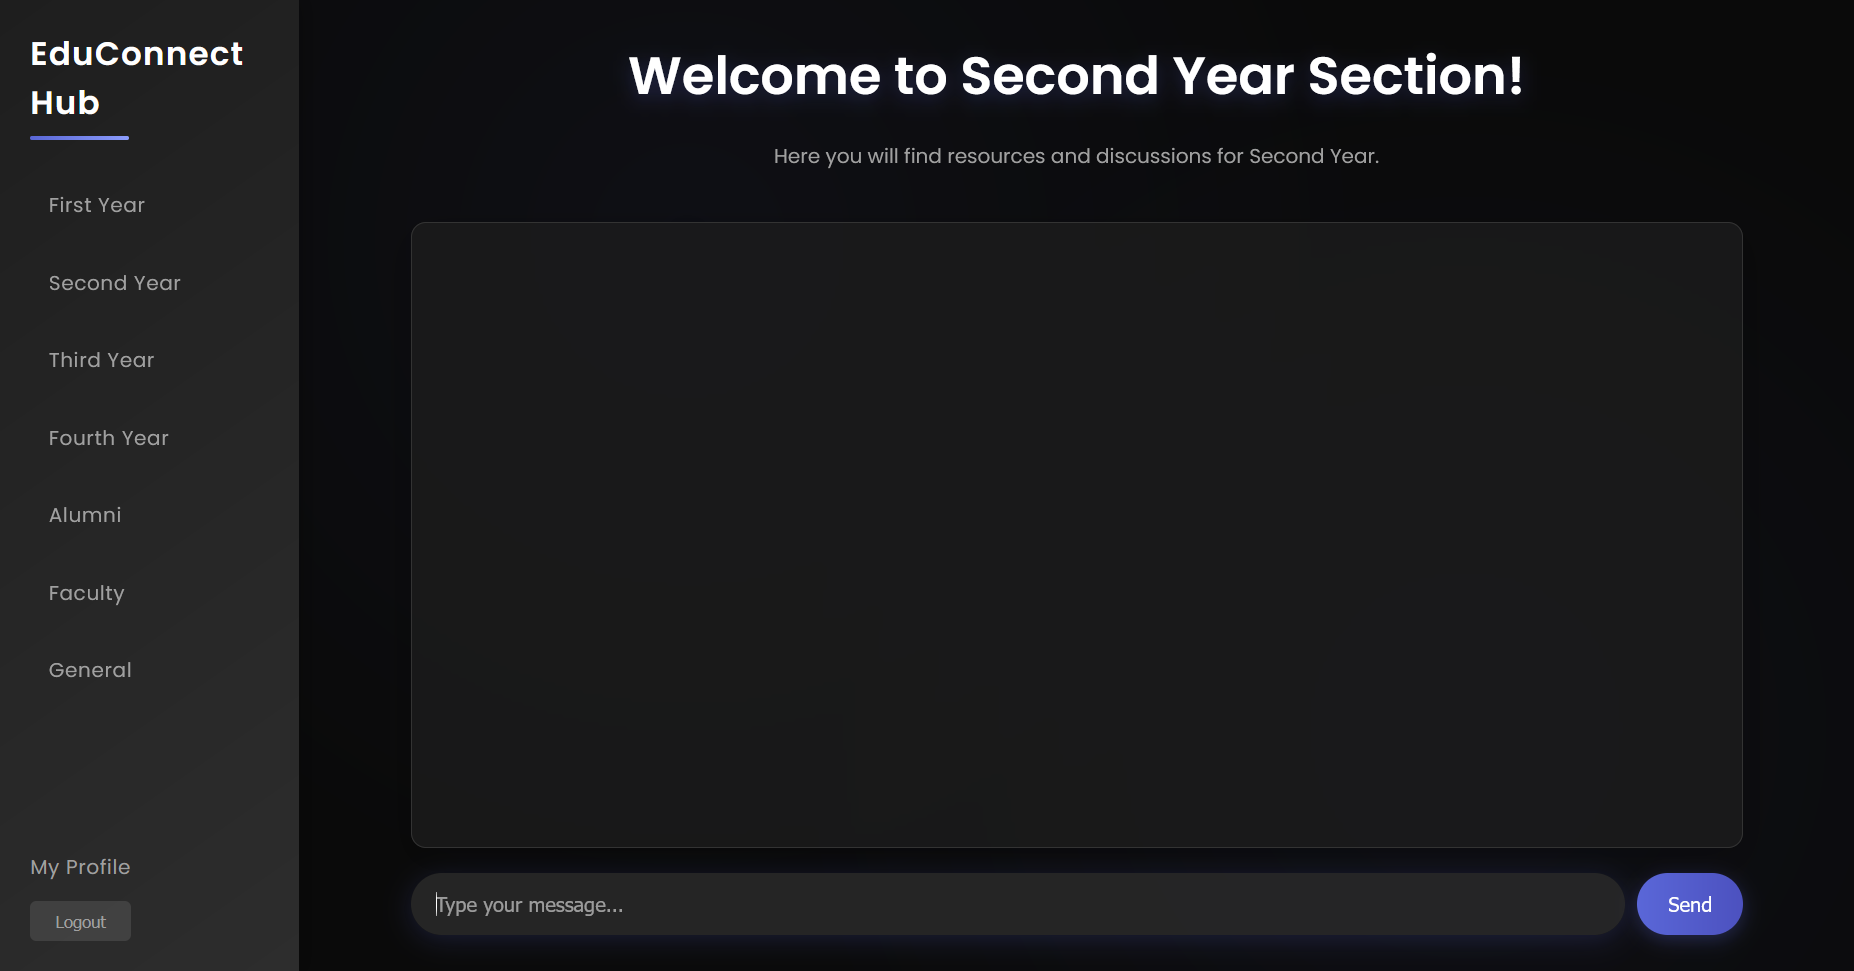 EduConnect
Hub
First Year
Second Year
Third Year
Fourth Year
Alumni
Faculty
General
My Profile
Logout
Welcome to Second Year Section!
Here you will find resources and discussions for Second Year.
Type your message...
Send